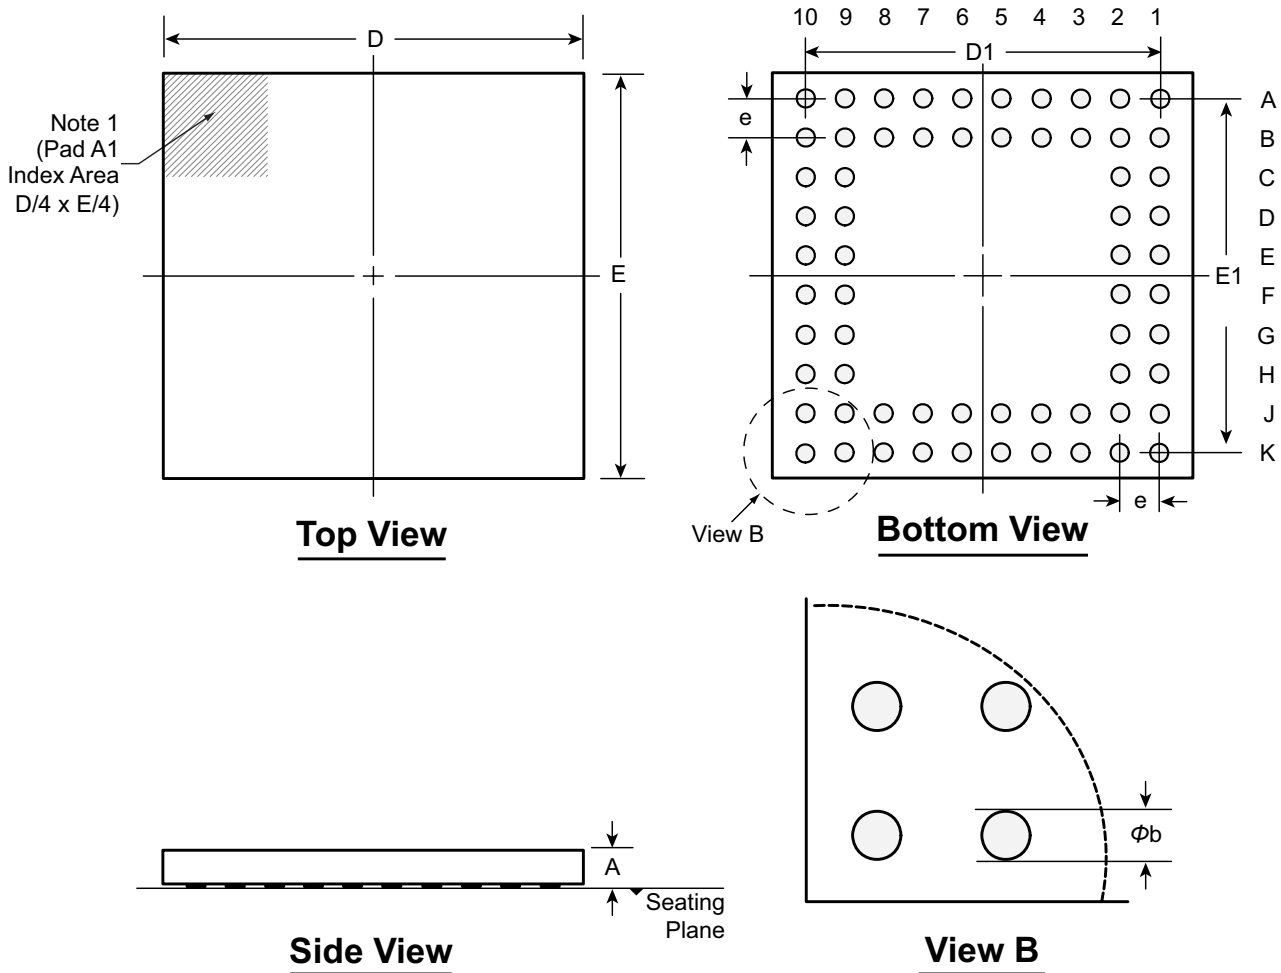 D
Note 1
(Pad A1
Index Area
D/4 x E/4)
E
Top View
10 9 8 7 6 5 4 3 2 1
D1
e
A
B
C
D
E
E1
F
G
H
J
K
e
View B
Bottom View
A
Seating
Plane
Side View
Φb
View B